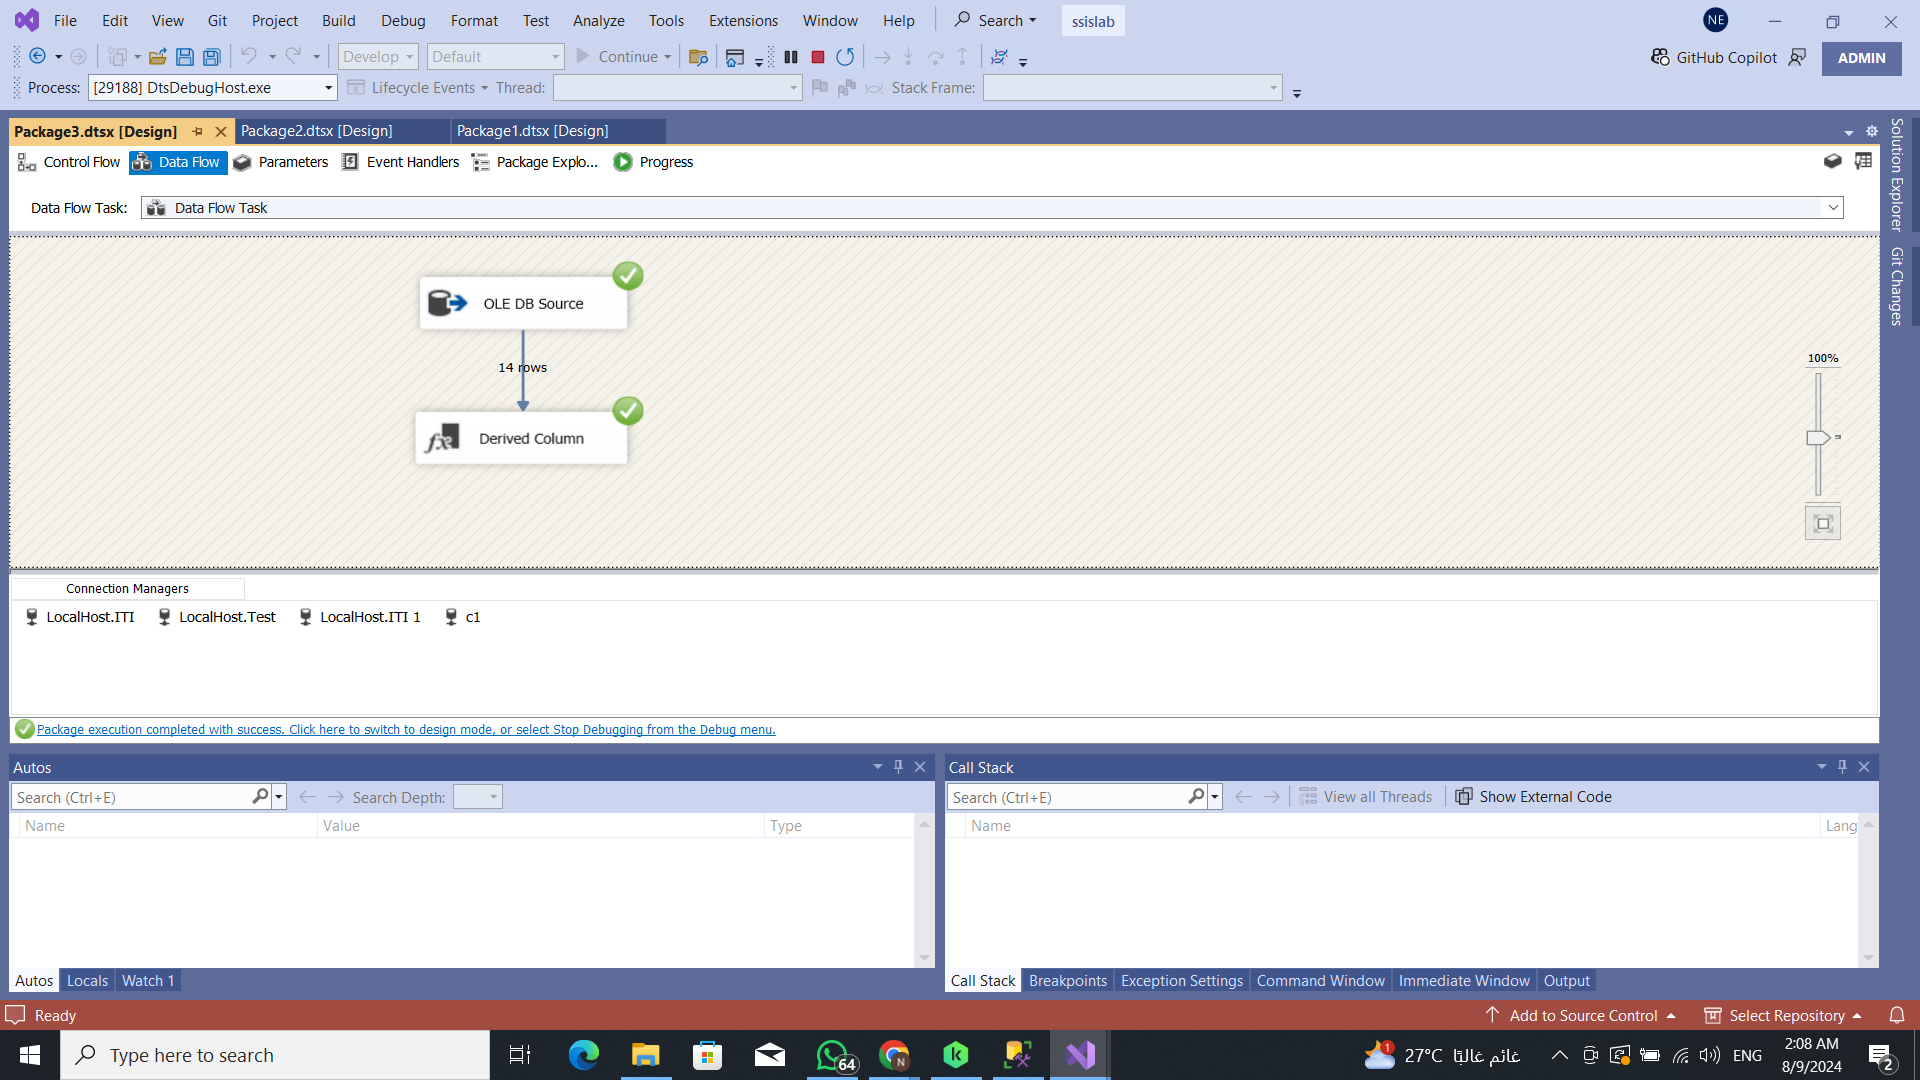 File Edit View Git Project Build Debug Format Test Analyze Tools Extensions Window Help Search ssislab NE
Develop Default Continue GitHub Copilot ADMIN
Process: [29188] DtsDebugHost.exe Lifecycle Events Thread: Stack Frame:
Package3.dtsx [Design] Package2.dtsx [Design] Package1.dtsx [Design]
Control Flow Data Flow Parameters Event Handlers Package Explo... Progress
Data Flow Task: Data Flow Task
Solution Explorer
Git Changes
OLE DB Source
14 rows
Derived Column
100%
Connection Managers
LocalHost.ITI LocalHost.Test LocalHost.ITI 1 c1
Package execution completed with success. Click here to switch to design mode, or select Stop Debugging from the Debug menu.
Autos
Search (Ctrl+E) Search Depth:
Name Value Type
Autos Locals Watch 1
Call Stack
Search (Ctrl+E) View all Threads Show External Code
Name Lang
Call Stack Breakpoints Exception Settings Command Window Immediate Window Output
Ready Add to Source Control Select Repository
Type here to search 64 N 1 27°C غائم غالبًا ENG 2:08 AM
8/9/2024 2